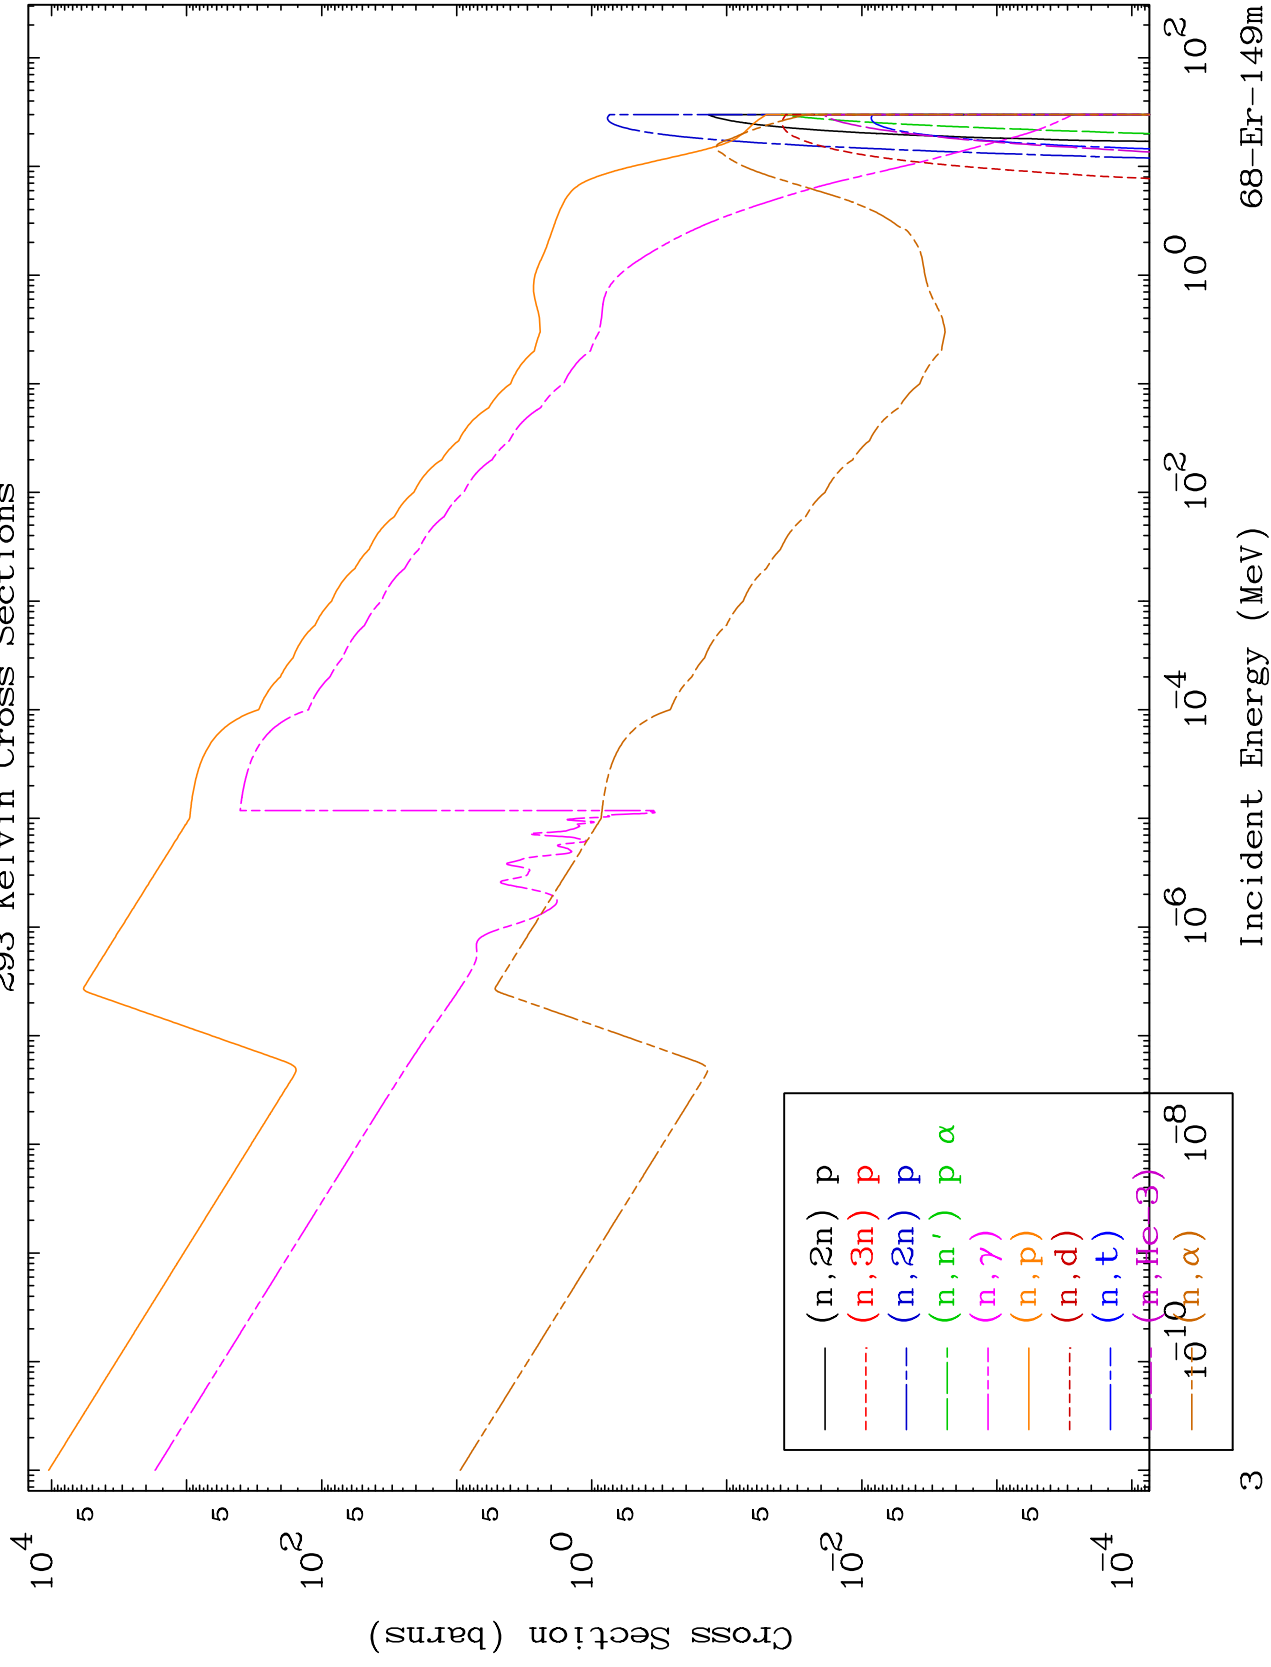 293 Kelvin Cross Sections
Cross Section (barns)
10^4
5
5
10^2
5
5
10^0
5
5
10^-2
5
5
10^-4
(n,2n) p
(n,3n) p
(n,2n) p
(n,n') p α
(n,γ)
(n,p)
(n,d)
(n,t)
(n,He-3)
(n,α)
10^-10
10^-8
10^-6
10^-4
10^-2
10^0
10^2
Incident Energy (MeV)
3
68-Er-149m